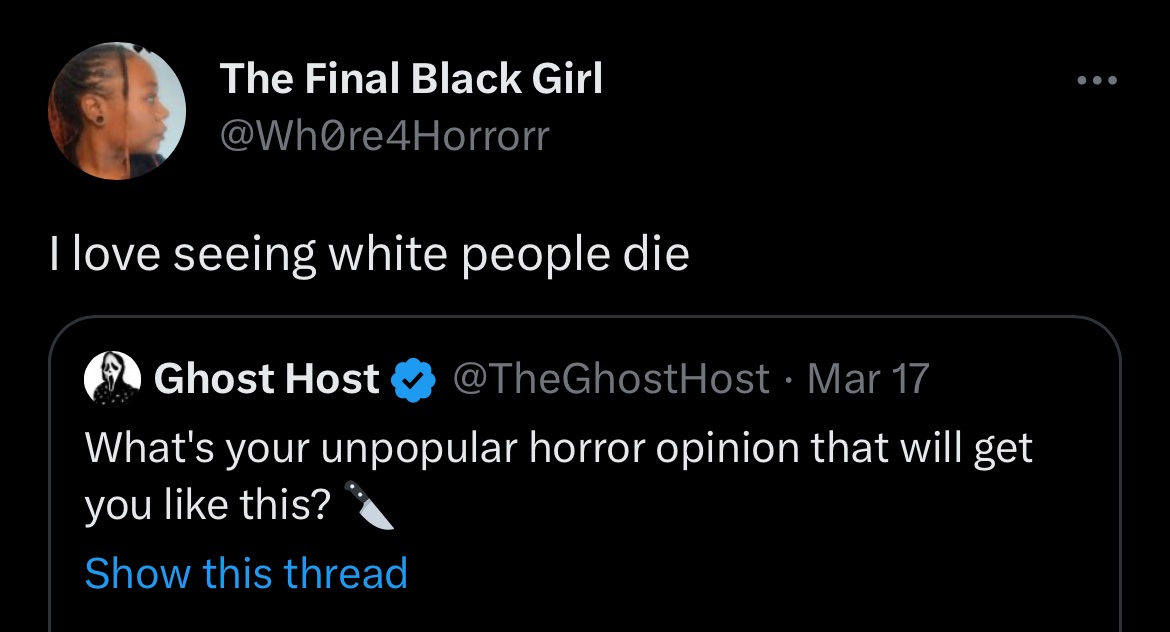 The Final Black Girl
@Wh0re4Horrorr
I love seeing white people die
Ghost Host @TheGhostHost · Mar 17
What's your unpopular horror opinion that will get
you like this? 🔪
Show this thread